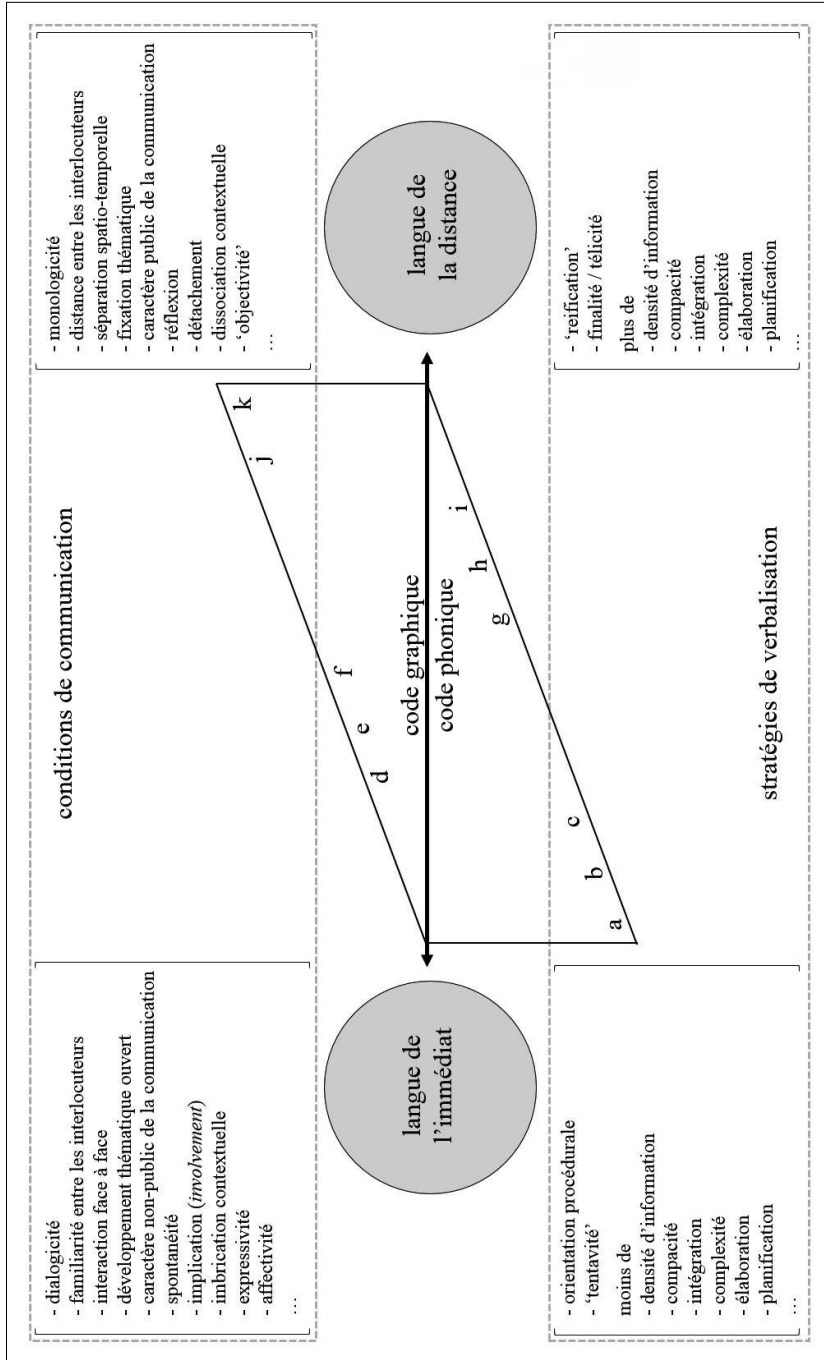 conditions de communication
- dialogicité
- familiarité entre les interlocuteurs
- interaction face à face
- développement thématique ouvert
- caractère non-public de la communication
- spontanéité
- implication (involvement)
- imbrication contextuelle
- expressivité
- affectivité
…
- monologicité
- distance entre les interlocuteurs
- séparation spatio-temporelle
- fixation thématique
- caractère public de la communication
- réflexion
- détachement
- dissociation contextuelle
- ‘objectivité’
…
langue de
l’immédiat
d
e
f
j
k
code graphique
code phonique
a
b
c
g
h
i
langue de
la distance
- orientation procédurale
- ‘tentavité’
moins de
- densité d’information
- compacité
- intégration
- complexité
- élaboration
- planification
…
- ‘reification’
- finalité / télicité
plus de
- densité d’information
- compacité
- intégration
- complexité
- élaboration
- planification
…
stratégies de verbalisation